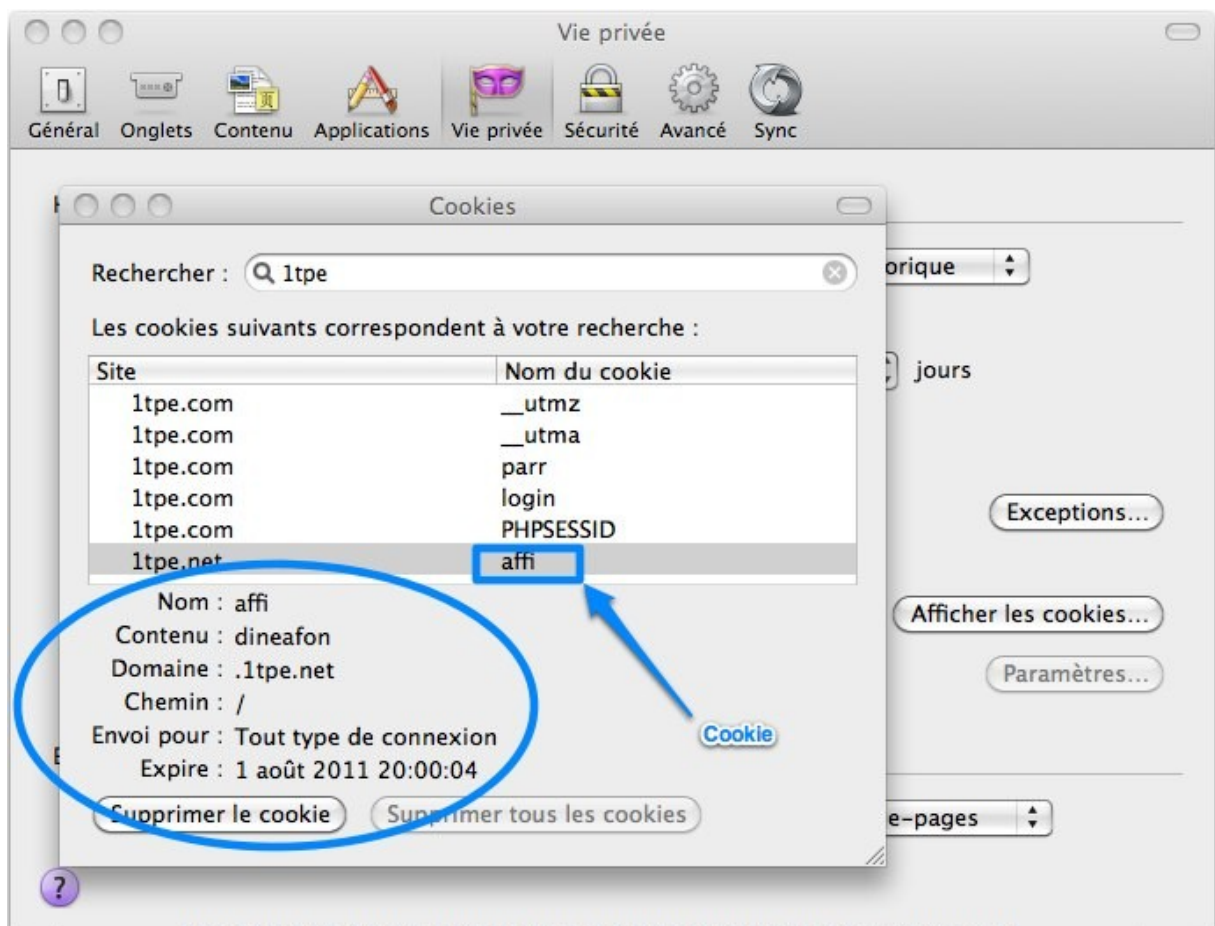 Vie privée
Général Onglets Contenu Applications Vie privée Sécurité Avancé Sync
Cookies
Rechercher : 1tpe
orique
Les cookies suivants correspondent à votre recherche :
jours
Site Nom du cookie
1tpe.com __utmz
1tpe.com __utma
1tpe.com parr
1tpe.com login
1tpe.com PHPSESSID
1tpe.net affi
Exceptions...
Nom : affi
Contenu : dineafon
Domaine : .1tpe.net
Chemin : /
Envoi pour : Tout type de connexion
Expire : 1 août 2011 20:00:04
Afficher les cookies...
Paramètres...
Cookie
Supprimer le cookie Supprimer tous les cookies
e-pages
?